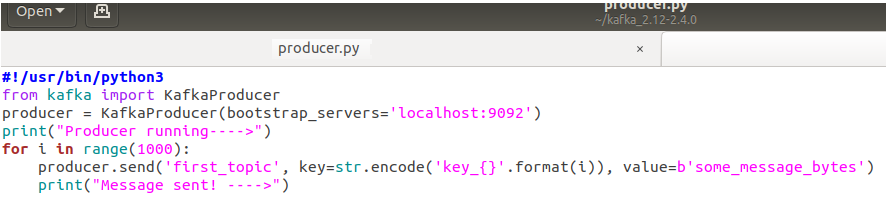 Open
producer.py
~/kafka_2.12-2.4.0
producer.py ×
#!/usr/bin/python3
from kafka import KafkaProducer
producer = KafkaProducer(bootstrap_servers='localhost:9092')
print("Producer running---->")
for i in range(1000):
    producer.send('first_topic', key=str.encode('key_{}'.format(i)), value=b'some_message_bytes')
    print("Message sent! ---->")